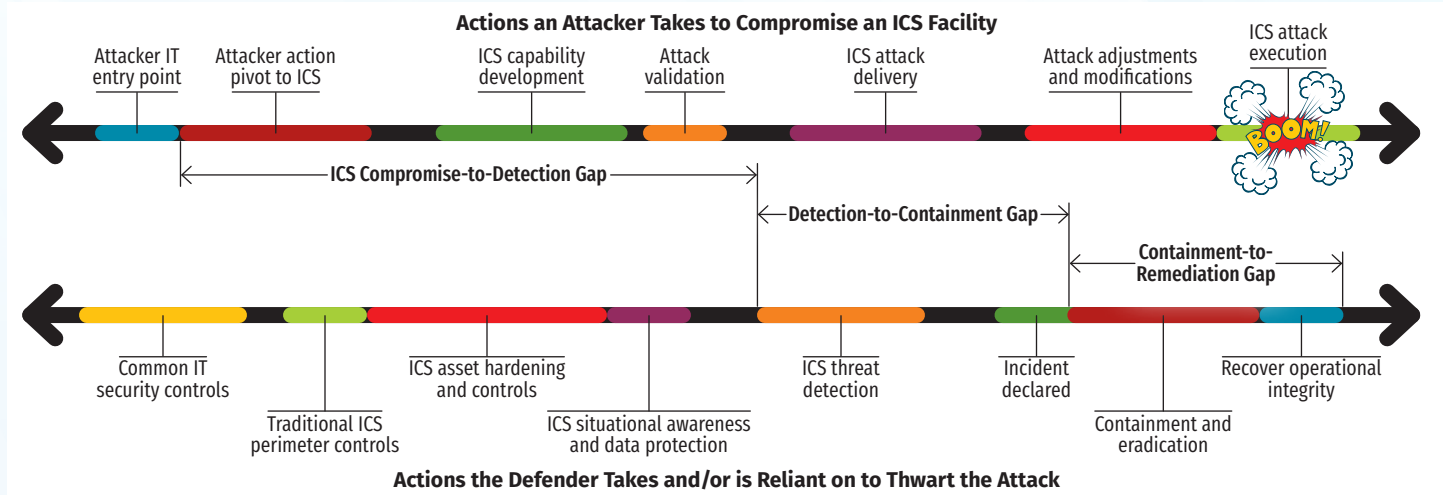 Actions an Attacker Takes to Compromise an ICS Facility
Attacker IT
entry point
Attacker action
pivot to ICS
ICS capability
development
Attack
validation
ICS attack
delivery
Attack adjustments
and modifications
ICS attack
execution
BOOM!
ICS Compromise-to-Detection Gap
Detection-to-Containment Gap
Containment-to-
Remediation Gap
Common IT
security controls
Traditional ICS
perimeter controls
ICS asset hardening
and controls
ICS situational awareness
and data protection
ICS threat
detection
Incident
declared
Containment and
eradication
Recover operational
integrity
Actions the Defender Takes and/or is Reliant on to Thwart the Attack